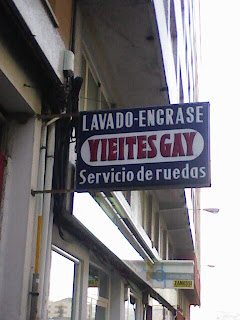 LAVADO-ENGRASE
VIEITES GAY
Servicio de ruedas